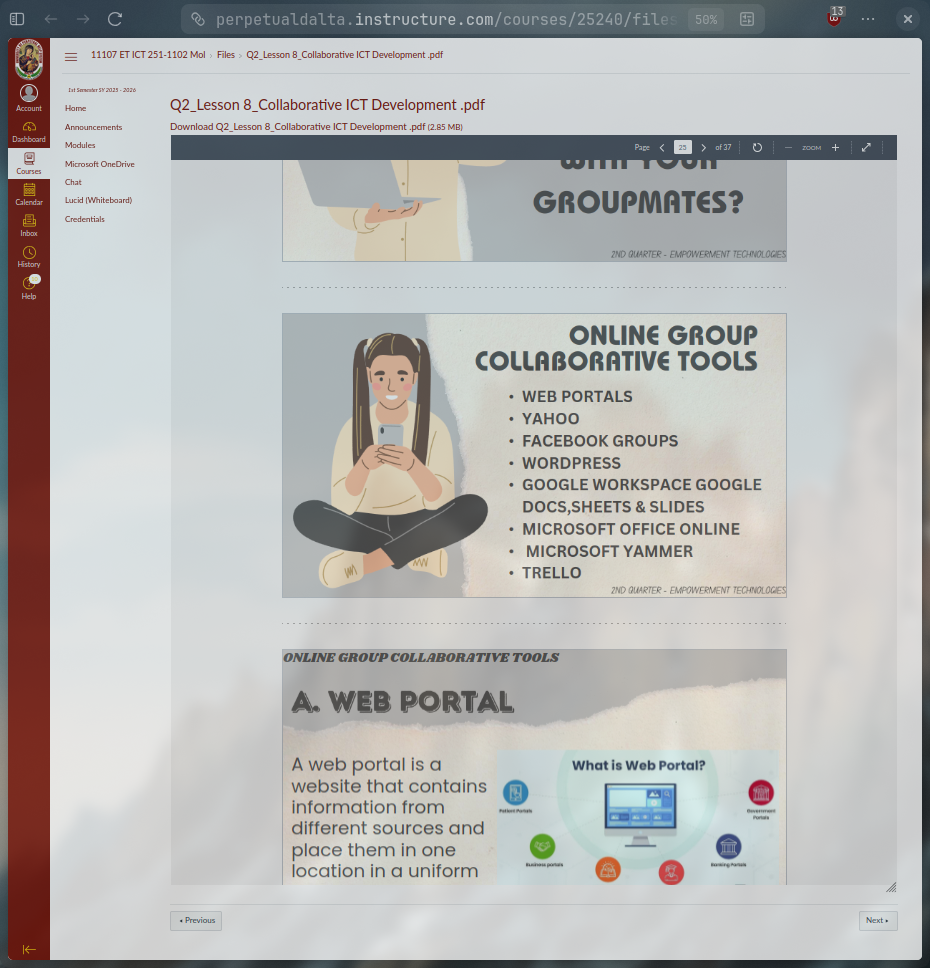 perpetualdalta.instructure.com/courses/25240/files
50%
13
11107 ET ICT 251-1102 Mol › Files › Q2_Lesson 8_Collaborative ICT Development .pdf
Account
Dashboard
Courses
Calendar
Inbox
History
Help
1st Semester SY 2025 - 2026
Home
Announcements
Modules
Microsoft OneDrive
Chat
Lucid (Whiteboard)
Credentials
Q2_Lesson 8_Collaborative ICT Development .pdf
Download Q2_Lesson 8_Collaborative ICT Development .pdf (2.85 MB)
Page 25 of 37 ZOOM
WITH YOUR
GROUPMATES?
2ND QUARTER - EMPOWERMENT TECHNOLOGIES
ONLINE GROUP
COLLABORATIVE TOOLS
• WEB PORTALS
• YAHOO
• FACEBOOK GROUPS
• WORDPRESS
• GOOGLE WORKSPACE GOOGLE
DOCS,SHEETS & SLIDES
• MICROSOFT OFFICE ONLINE
• MICROSOFT YAMMER
• TRELLO
2ND QUARTER - EMPOWERMENT TECHNOLOGIES
ONLINE GROUP COLLABORATIVE TOOLS
A. WEB PORTAL
A web portal is a
website that contains
information from
different sources and
place them in one
location in a uniform
What is Web Portal?
Patient Portals
Government
Portals
Business portals
Banking Portals
Previous
Next